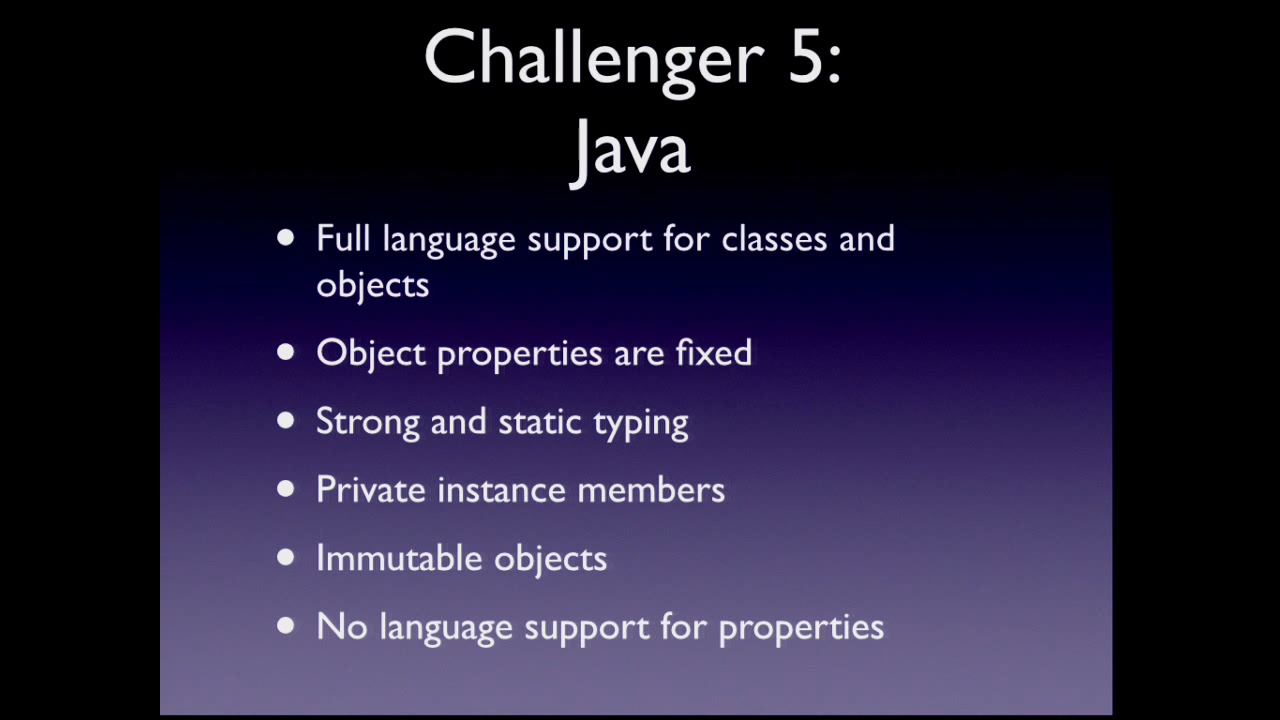 Challenger 5:
Java
• Full language support for classes and
objects
• Object properties are fixed
• Strong and static typing
• Private instance members
• Immutable objects
• No language support for properties